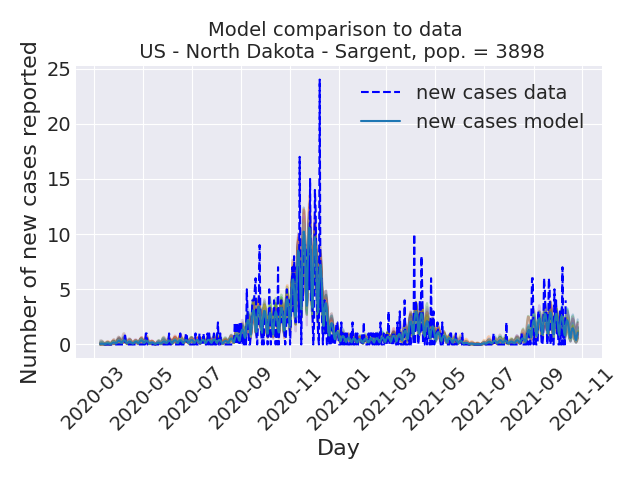 Model comparison to data
US - North Dakota - Sargent, pop. = 3898
Number of new cases reported
25
20
15
10
5
0
new cases data
new cases model
2020-03
2020-05
2020-07
2020-09
2020-11
2021-01
2021-03
2021-05
2021-07
2021-09
2021-11
Day